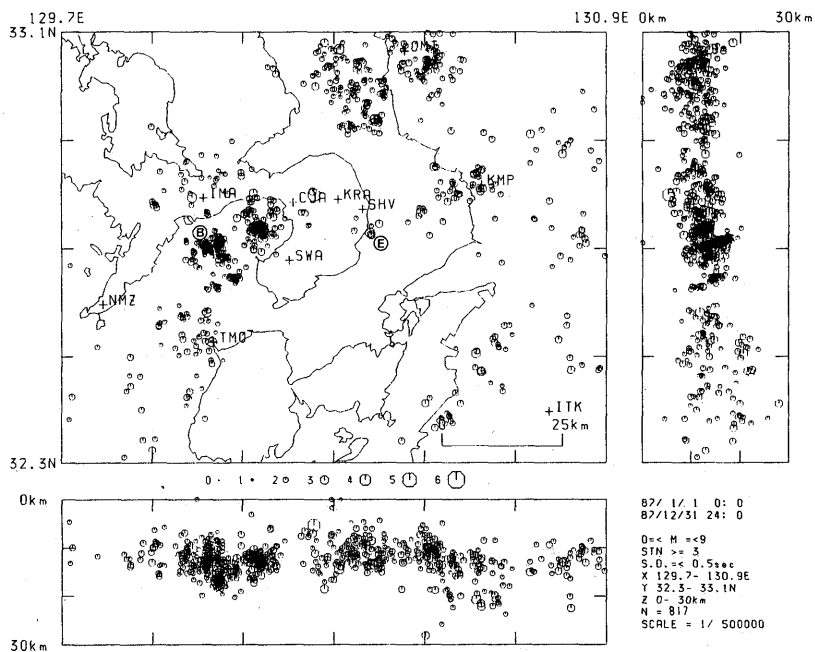 129.7E
130.9E 0km 30km
33.1N
KMP
IMA
KRA
SHV
B
E
SWA
NMZ
TMO
ITK
25km
32.3N
0 1 2 3 4 5 6
0km
30km
87/ 1/ 1 0: 0
87/12/31 24: 0
0=< M =<9
STN >= 3
S.D.=< 0.5sec
X 129.7- 130.9E
Y 32.3- 33.1N
Z 0- 30km
N = 817
SCALE = 1/ 500000